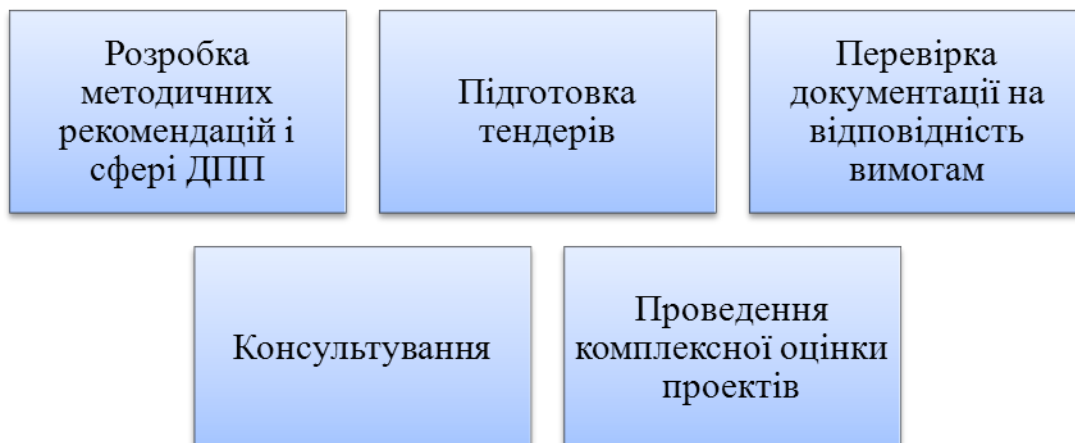 Розробка
методичних
рекомендацій і
сфері ДПП
Підготовка
тендерів
Перевірка
документації на
відповідність
вимогам
Консультування
Проведення
комплексної оцінки
проектів